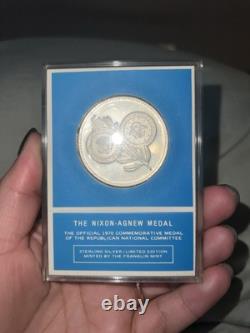 THE NIXON-AGNEW MEDAL
THE OFFICIAL 1970 COMMEMORATIVE MEDAL
OF THE REPUBLICAN NATIONAL COMMITTEE
STERLING SILVER/LIMITED EDITION
MINTED BY THE FRANKLIN MINT